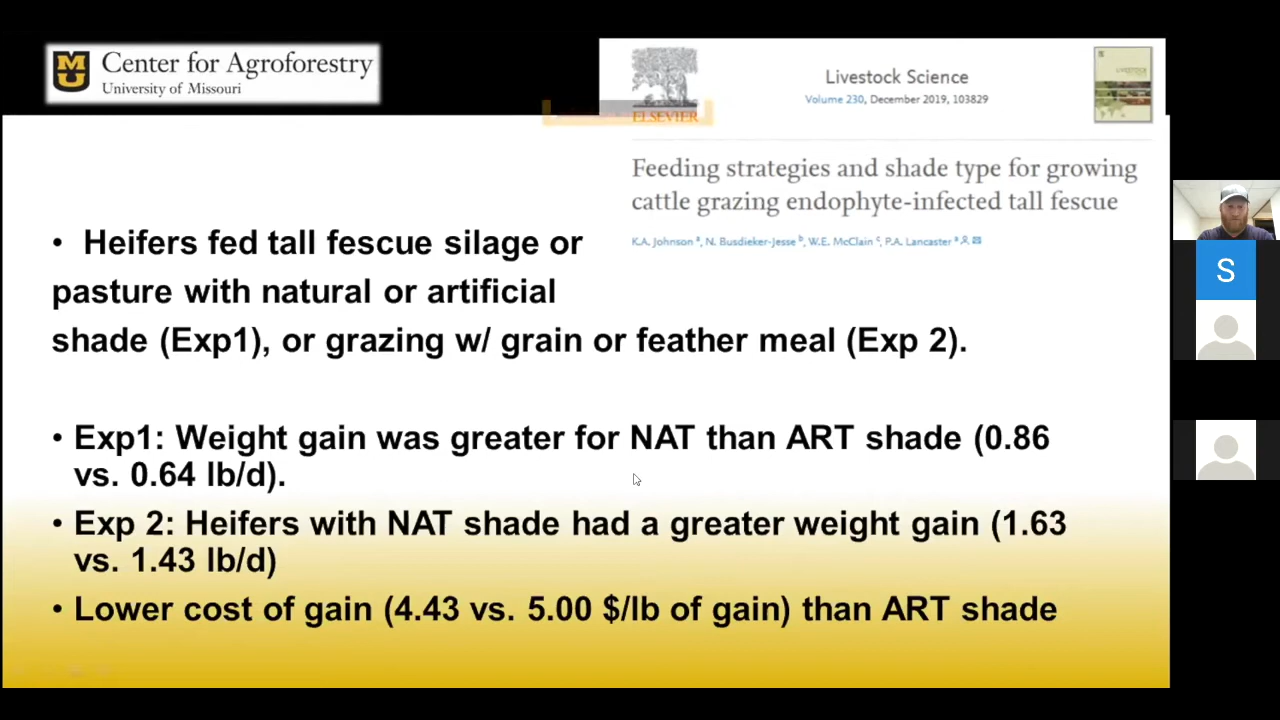 Center for Agroforestry
University of Missouri
ELSEVIER
Livestock Science
Volume 230, December 2019, 103829
Feeding strategies and shade type for growing
cattle grazing endophyte-infected tall fescue
K.A. Johnson a, N. Busdieker-Jesse b, W.E. McClain c, P.A. Lancaster a
• Heifers fed tall fescue silage or
pasture with natural or artificial
shade (Exp1), or grazing w/ grain or feather meal (Exp 2).
• Exp1: Weight gain was greater for NAT than ART shade (0.86
vs. 0.64 lb/d).
• Exp 2: Heifers with NAT shade had a greater weight gain (1.63
vs. 1.43 lb/d)
• Lower cost of gain (4.43 vs. 5.00 $/lb of gain) than ART shade
S